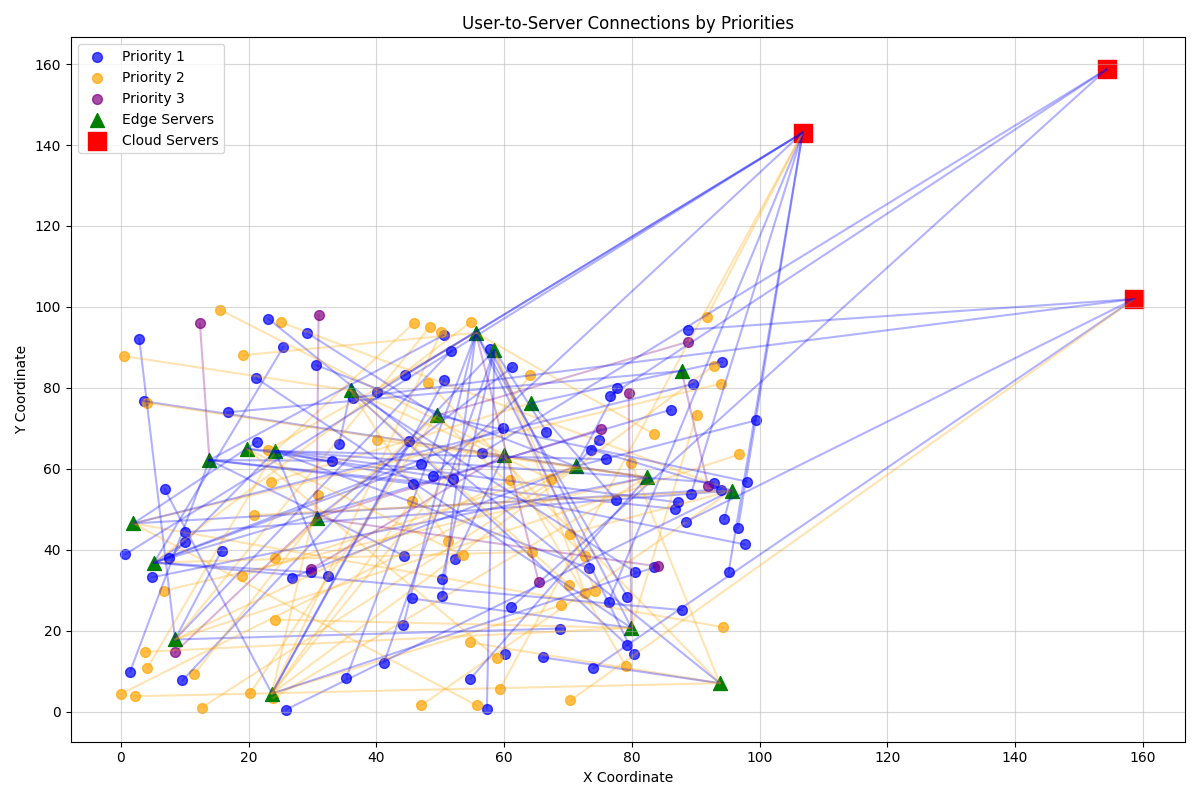 User-to-Server Connections by Priorities
Priority 1
Priority 2
Priority 3
Edge Servers
Cloud Servers
Y Coordinate
160
140
120
100
80
60
40
20
0
0 20 40 60 80 100 120 140 160
X Coordinate